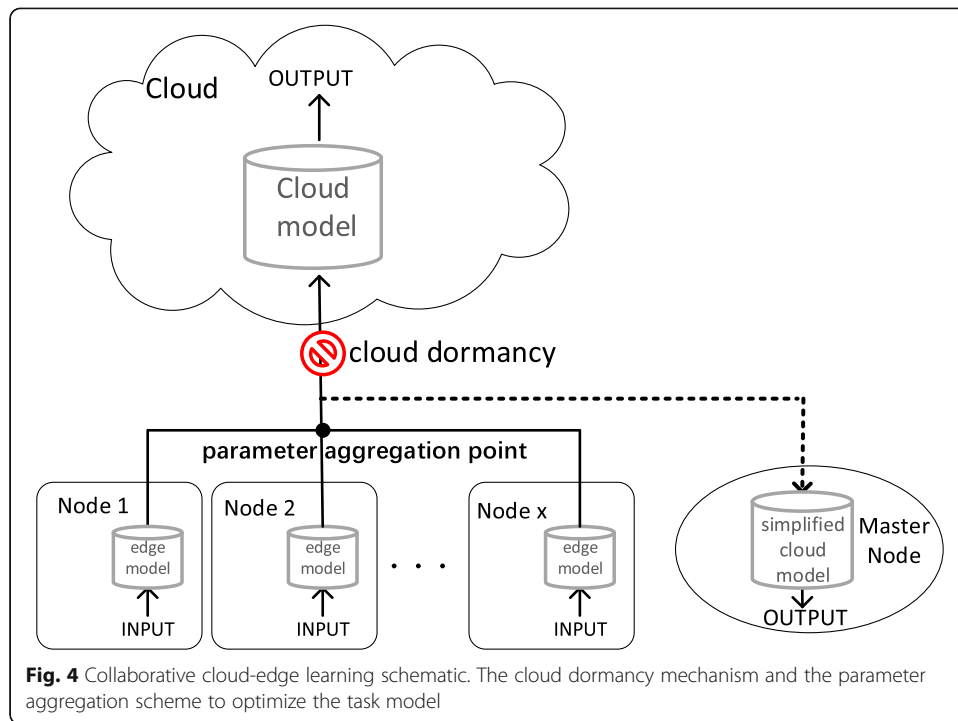 OUTPUT
Cloud
Cloud
model
cloud dormancy
parameter aggregation point
Node 1
edge
model
INPUT
Node 2
edge
model
INPUT
. . .
Node x
edge
model
INPUT
simplified
cloud
model
Master
Node
OUTPUT
Fig. 4 Collaborative cloud-edge learning schematic. The cloud dormancy mechanism and the parameter
aggregation scheme to optimize the task model